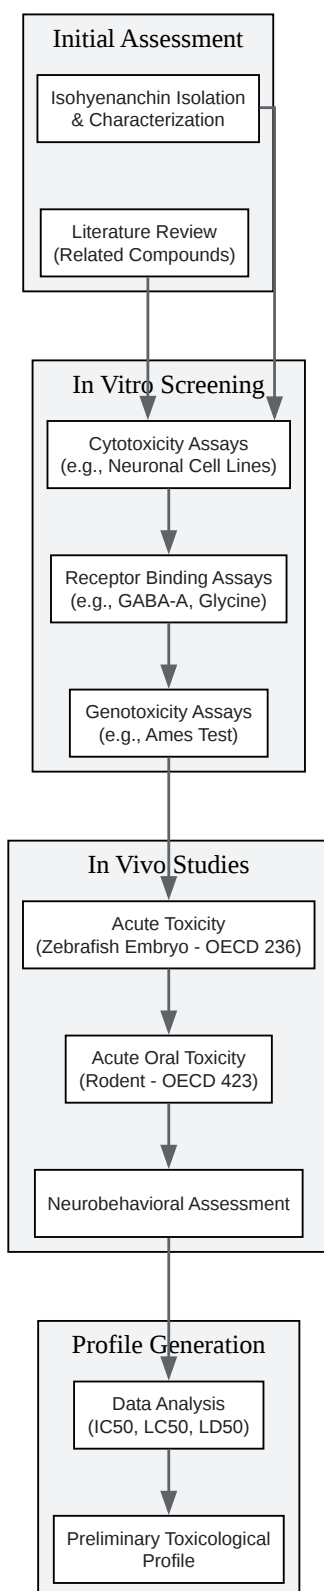 Initial Assessment
Isohyenanchin Isolation
& Characterization
Literature Review
(Related Compounds)
In Vitro Screening
Cytotoxicity Assays
(e.g., Neuronal Cell Lines)
Receptor Binding Assays
(e.g., GABA-A, Glycine)
Genotoxicity Assays
(e.g., Ames Test)
In Vivo Studies
Acute Toxicity
(Zebrafish Embryo - OECD 236)
Acute Oral Toxicity
(Rodent - OECD 423)
Neurobehavioral Assessment
Profile Generation
Data Analysis
(IC50, LC50, LD50)
Preliminary Toxicological
Profile